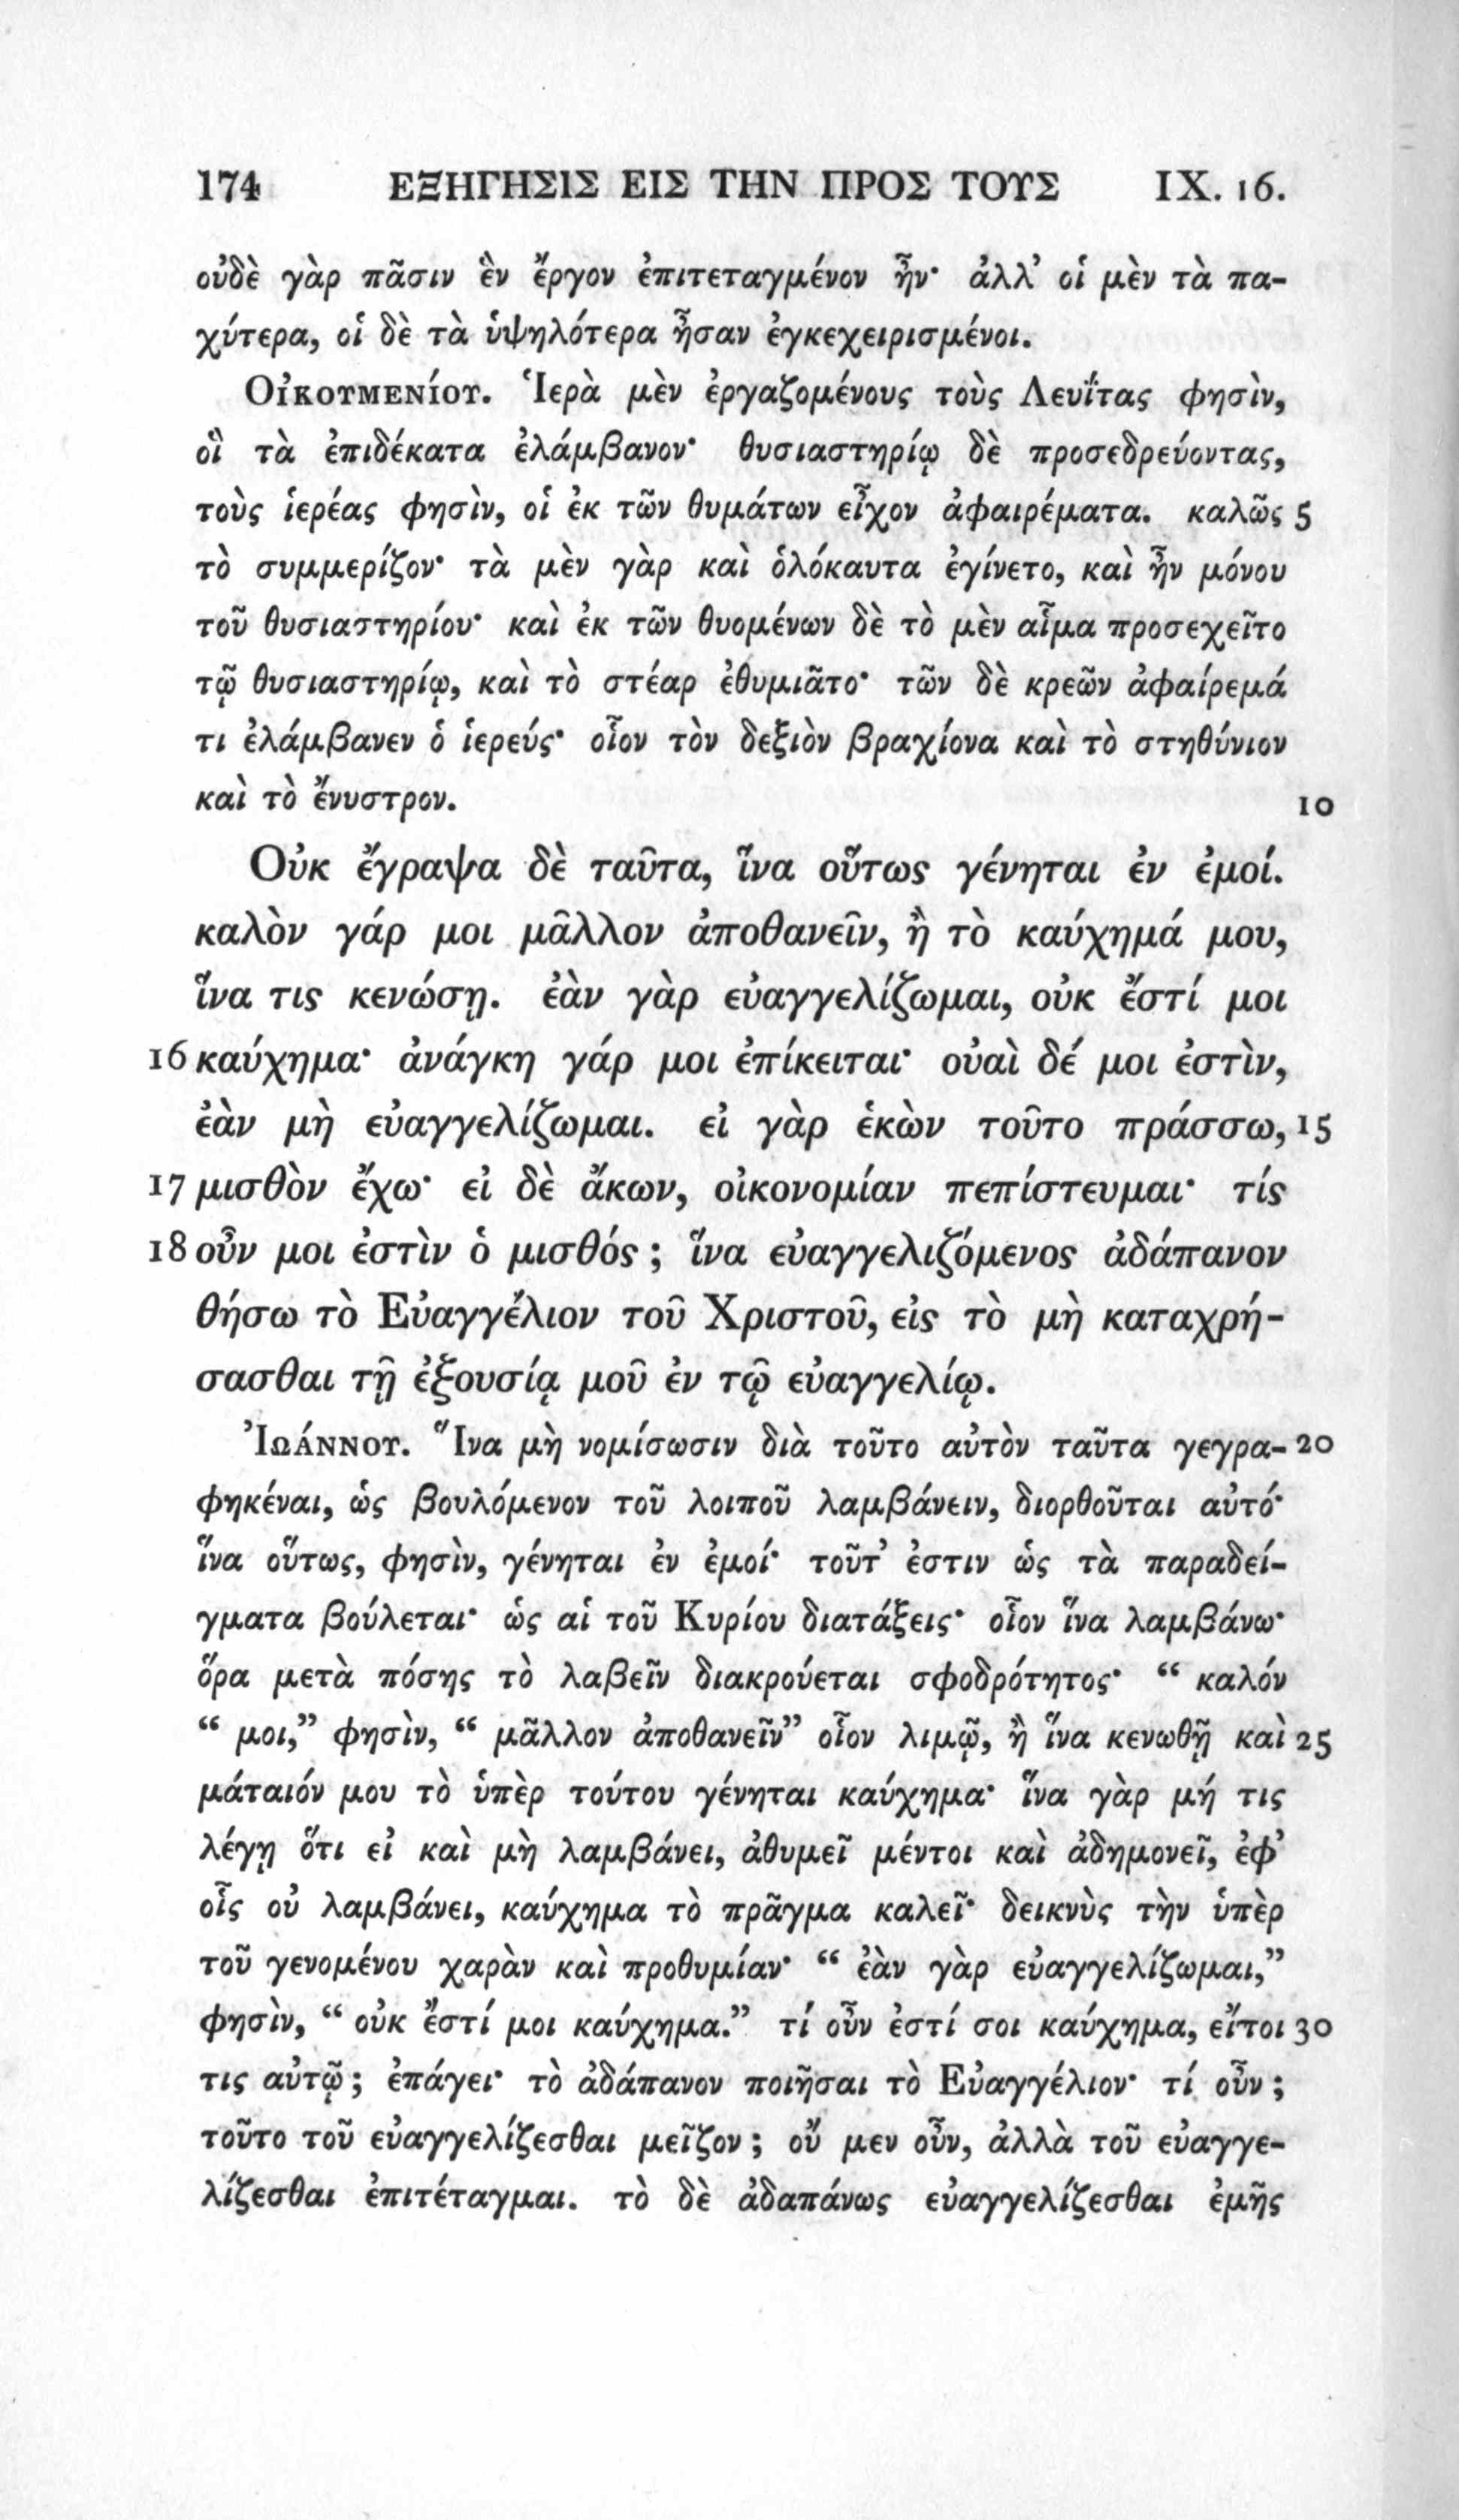 174 ΕΞΗΓΗΣΙΣ ΕΙΣ ΤΗΝ ΠΡΟΣ ΤΟΥΣ IX. 16.
οὐδὲ γὰρ πᾶσιν ἓν ἔργον ἐπιτεταγμένον ἦν· ἀλλ’ οἱ μὲν τὰ πα-
χύτερα, οἱ δὲ τὰ ὑψηλότερα ἦσαν ἐγκεχειρισμένοι.
Οἰκουμενίου. Ἱερὰ μὲν ἐργαζομένους τοὺς Λευΐτας φησὶν,
οἳ τὰ ἐπιδέκατα ἐλάμβανον· θυσιαστηρίῳ δὲ προσεδρεύοντας,
τοὺς ἱερέας φησὶν, οἱ ἐκ τῶν θυμάτων εἶχον ἀφαιρέματα. καλῶς 5
τὸ συμμερίζον· τὰ μὲν γὰρ καὶ ὁλόκαυτα ἐγίνετο, καὶ ἦν μόνου
τοῦ θυσιαστηρίου· καὶ ἐκ τῶν θυομένων δὲ τὸ μὲν αἷμα προσεχεῖτο
τῷ θυσιαστηρίῳ, καὶ τὸ στέαρ ἐθυμιᾶτο· τῶν δὲ κρεῶν ἀφαίρεμά
τι ἐλάμβανεν ὁ ἱερεύς· οἷον τὸν δεξιὸν βραχίονα καὶ τὸ στηθύνιον
καὶ τὸ ἔνυστρον. 10
Οὐκ ἔγραψα δὲ ταῦτα, ἵνα οὕτως γένηται ἐν ἐμοί.
καλὸν γάρ μοι μᾶλλον ἀποθανεῖν, ἢ τὸ καύχημά μου,
ἵνα τις κενώσῃ. ἐὰν γὰρ εὐαγγελίζωμαι, οὐκ ἔστί μοι
16 καύχημα· ἀνάγκη γάρ μοι ἐπίκειται· οὐαὶ δέ μοι ἐστὶν,
ἐὰν μὴ εὐαγγελίζωμαι. εἰ γὰρ ἑκὼν τοῦτο πράσσω, 15
17 μισθὸν ἔχω· εἰ δὲ ἄκων, οἰκονομίαν πεπίστευμαι· τίς
18 οὖν μοι ἐστὶν ὁ μισθός; ἵνα εὐαγγελιζόμενος ἀδάπανον
θήσω τὸ Εὐαγγέλιον τοῦ Χριστοῦ, εἰς τὸ μὴ καταχρή-
σασθαι τῇ ἐξουσίᾳ μοῦ ἐν τῷ εὐαγγελίῳ.
Ἰωάννου. Ἵνα μὴ νομίσωσιν διὰ τοῦτο αὐτὸν ταῦτα γεγρα- 20
φηκέναι, ὡς βουλόμενον τοῦ λοιποῦ λαμβάνειν, διορθοῦται αὐτό·
ἵνα οὕτως, φησὶν, γένηται ἐν ἐμοί· τοῦτ’ ἐστιν ὡς τὰ παραδεί-
γματα βούλεται· ὡς αἱ τοῦ Κυρίου διατάξεις· οἷον ἵνα λαμβάνω·
ὅρα μετὰ πόσης τὸ λαβεῖν διακρούεται σφοδρότητος· “ καλόν
“ μοι,” φησὶν, “ μᾶλλον ἀποθανεῖν” οἷον λιμῷ, ἢ ἵνα κενωθῇ καὶ 25
μάταιόν μου τὸ ὑπὲρ τούτου γένηται καύχημα· ἵνα γὰρ μή τις
λέγῃ ὅτι εἰ καὶ μὴ λαμβάνει, ἀθυμεῖ μέντοι καὶ ἀδημονεῖ, ἐφ’
οἷς οὐ λαμβάνει, καύχημα τὸ πρᾶγμα καλεῖ· δεικνὺς τὴν ὑπὲρ
τοῦ γενομένου χαρὰν καὶ προθυμίαν· “ ἐὰν γὰρ εὐαγγελίζωμαι,”
φησὶν, “ οὐκ ἔστί μοι καύχημα.” τί οὖν ἐστί σοι καύχημα, εἴτοι 30
τις αὐτῷ; ἐπάγει· τὸ ἀδάπανον ποιῆσαι τὸ Εὐαγγέλιον· τί οὖν;
τοῦτο τοῦ εὐαγγελίζεσθαι μεῖζον; οὔ μεν οὖν, ἀλλὰ τοῦ εὐαγγε-
λίζεσθαι ἐπιτέταγμαι. τὸ δὲ ἀδαπάνως εὐαγγελίζεσθαι ἐμῆς